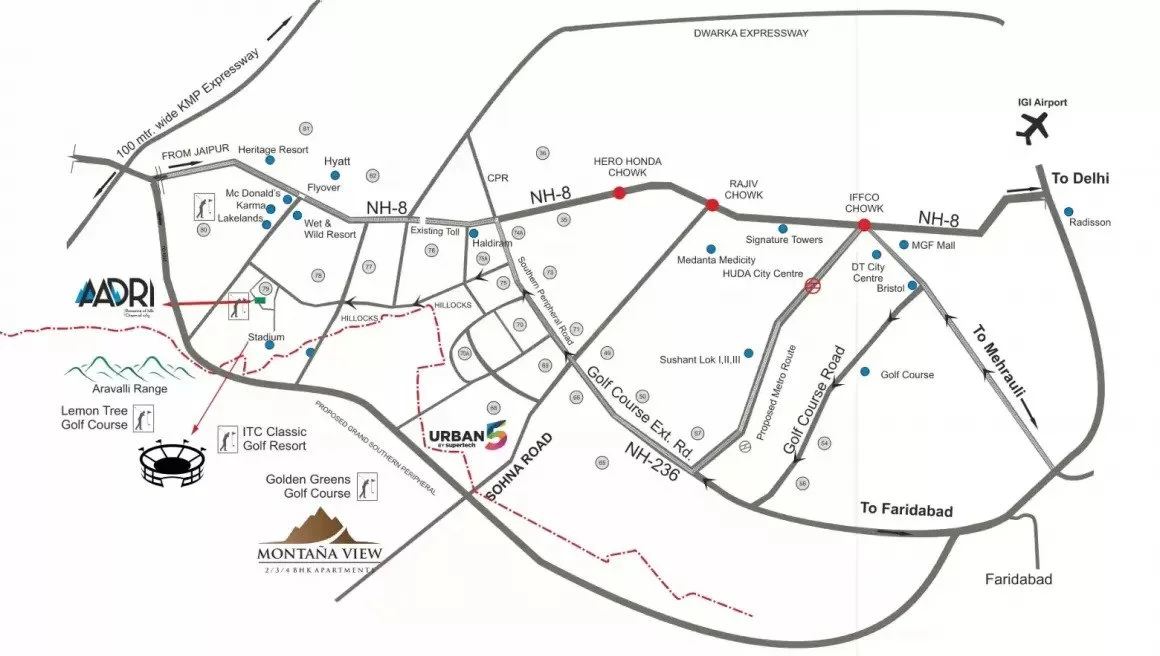 DWARKA EXPRESSWAY
100 mtr. wide KMP Expressway
IGI Airport
81
FROM JAIPUR
Heritage Resort
36
Hyatt
82
HERO HONDA
CHOWK
CPR
RAJIV
CHOWK
IFFCO
CHOWK
To Delhi
Flyover
Mc Donald's
Karma
Lakelands
Wet &
Wild Resort
NH-8
NH-8
NH-8
Radisson
80
Existing Toll
Haldiram
74A
35
Signature Towers
MGF Mall
76
75A
Medanta Medicity
HUDA City Centre
DT City
Centre
Bristol
77
78
73
75
79
AADRI
HILLOCKS
HILLOCKS
Southern Peripheral Road
70
71
Stadium
70A
69
49
Sushant Lok I,II,III
Proposed Metro Route
Golf Course Road
Golf Course
To Mehrauli
Aravalli Range
Golf Course Ext. Rd.
66
50
68
Lemon Tree
Golf Course
ITC Classic
Golf Resort
PROPOSED GRAND SOUTHERN PERIPHERAL
URBAN 5
BY supertech
57
54
65
NH-236
SOHNA ROAD
56
Golden Greens
Golf Course
To Faridabad
MONTAÑA VIEW
2/3/4 BHK APARTMENTS
Faridabad